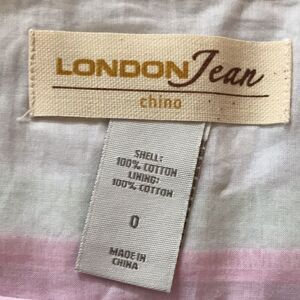 LONDON Jean
chino
SHELL:
100% COTTON
LINING:
100% COTTON
0
MADE IN
CHINA